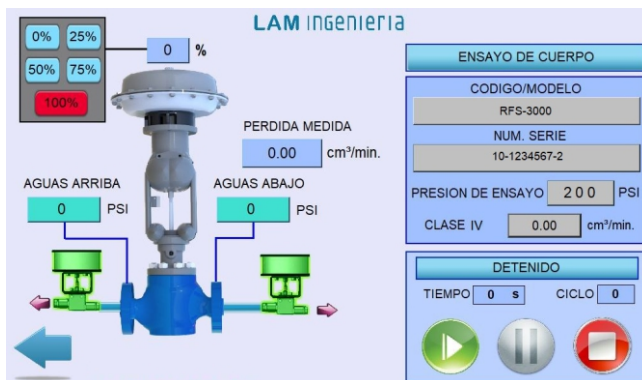 LAM INGENIERIA
0% 25%
50% 75%
100%
0 %
PERDIDA MEDIDA
0.00 cm³/min.
AGUAS ARRIBA
0 PSI
AGUAS ABAJO
0 PSI
ENSAYO DE CUERPO
CODIGO/MODELO
RFS-3000
NUM. SERIE
10-1234567-2
PRESION DE ENSAYO 200 PSI
CLASE IV 0.00 cm³/min.
DETENIDO
TIEMPO 0 s CICLO 0